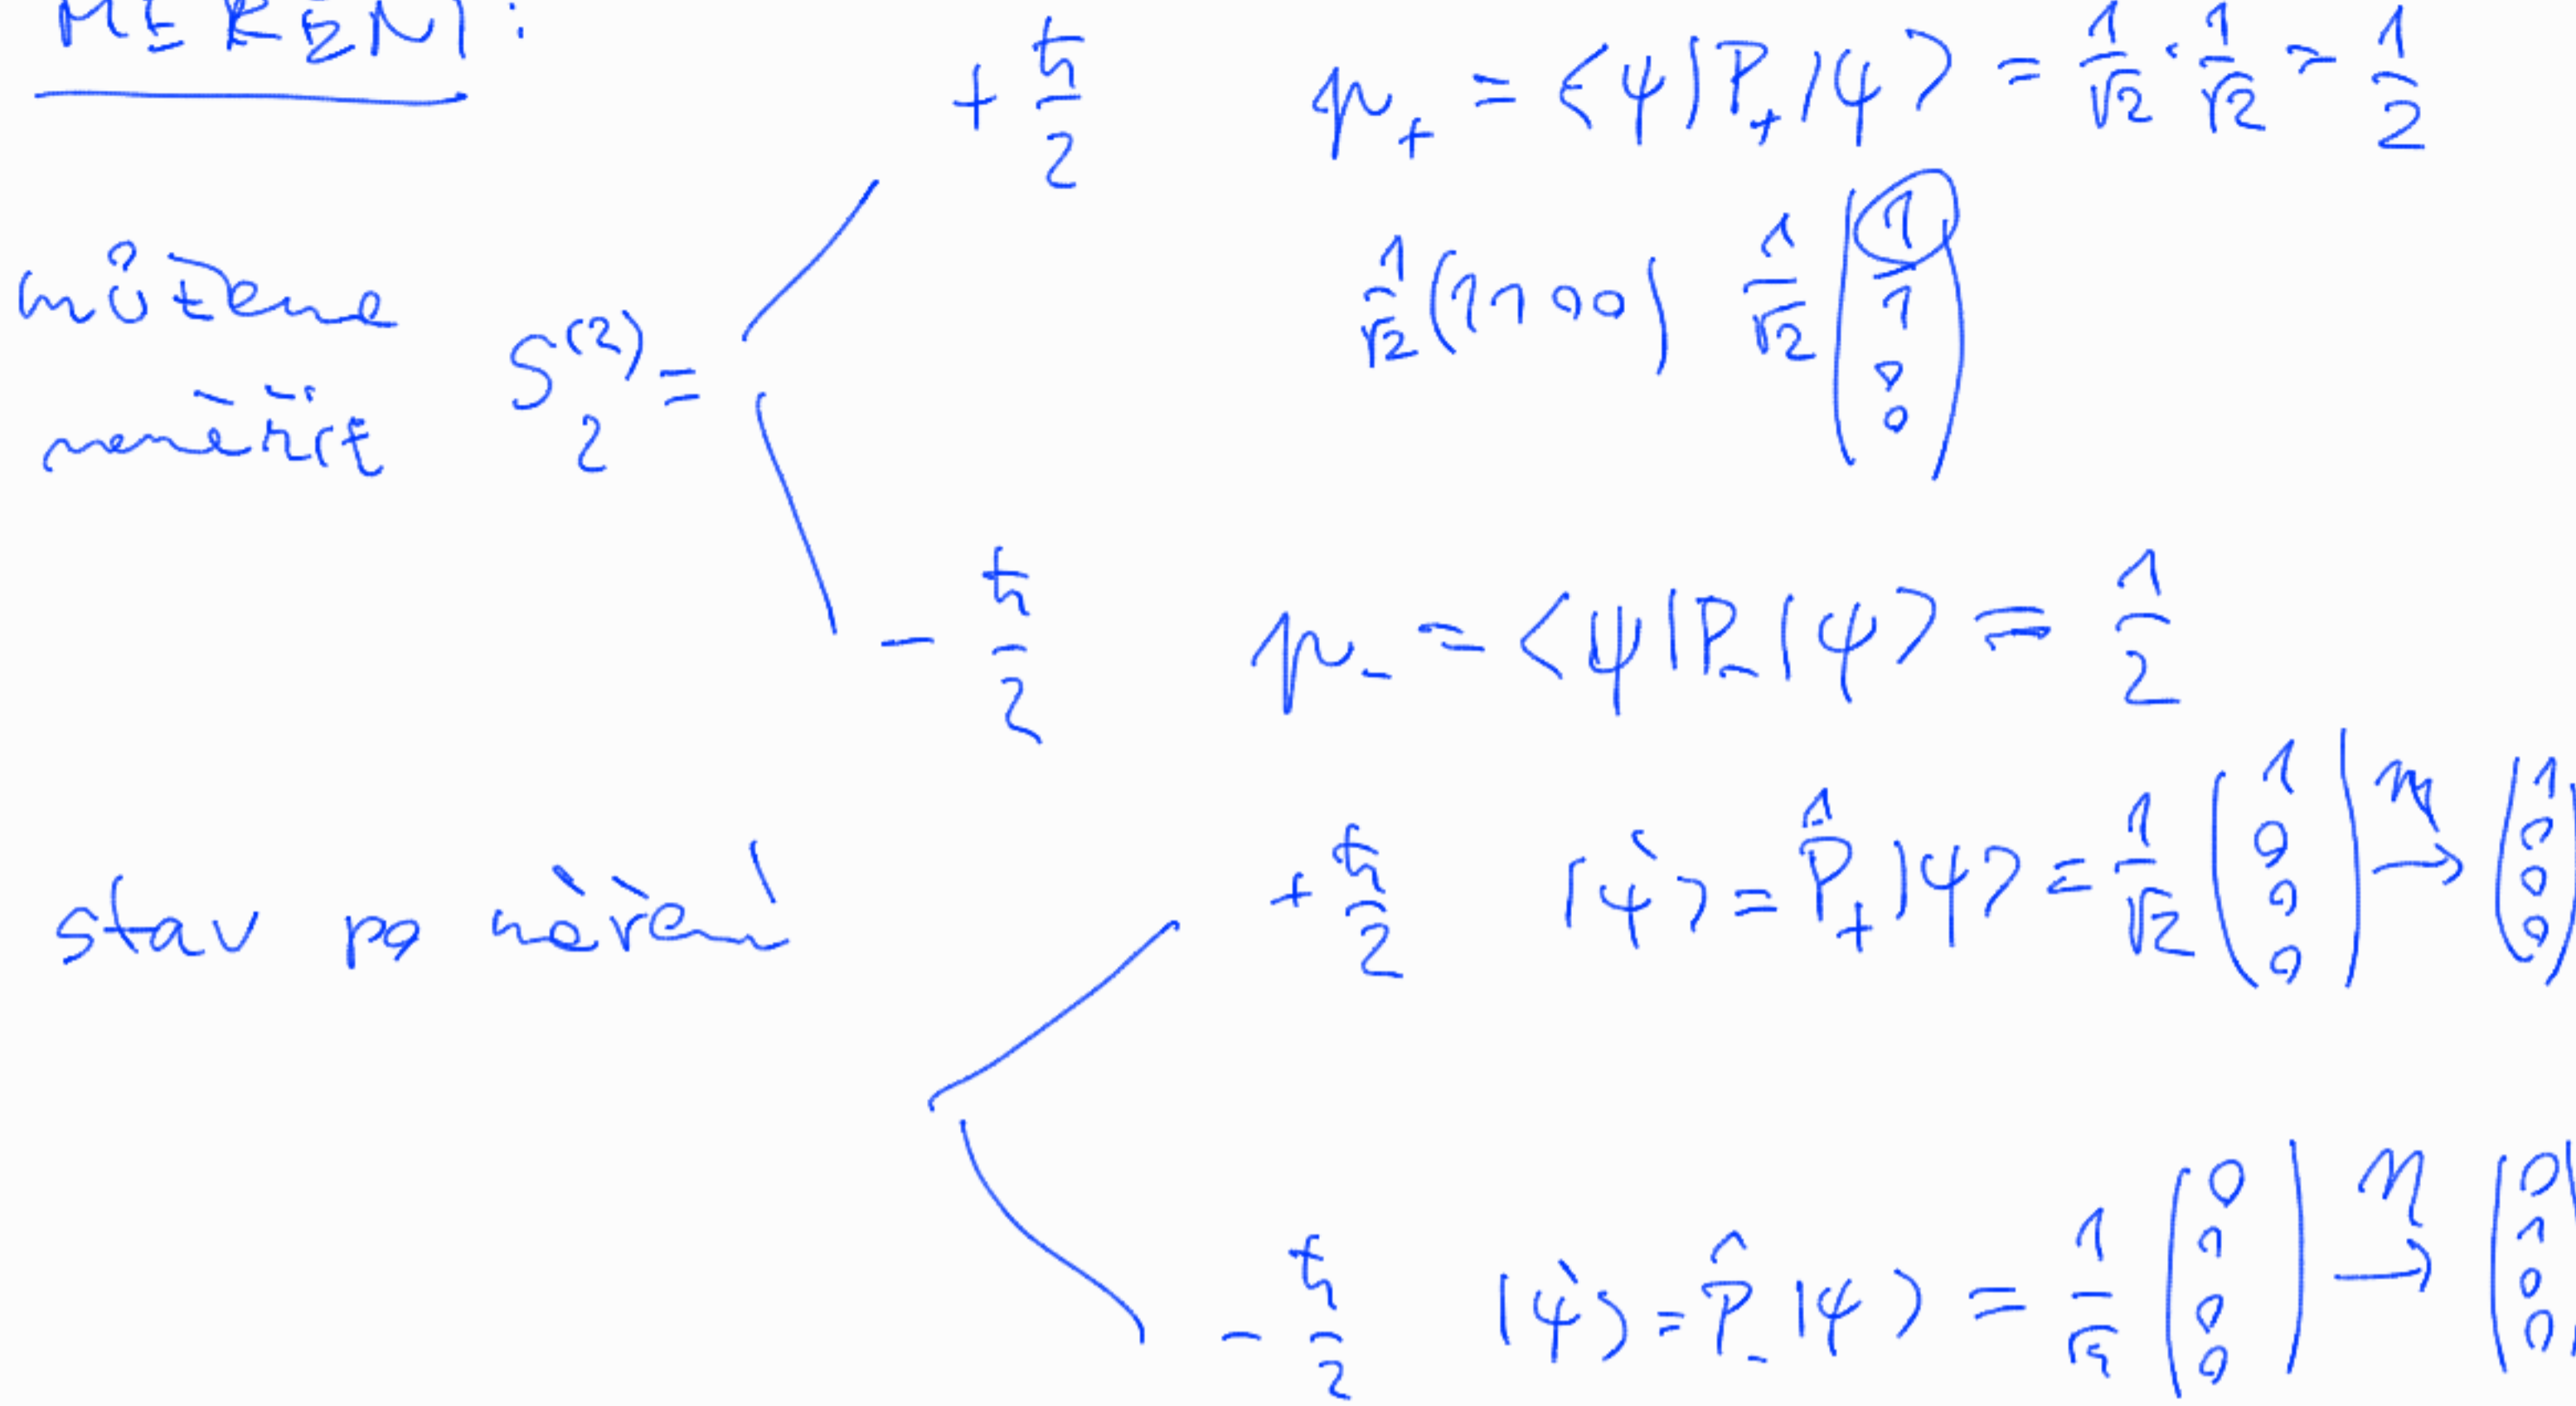 MĚŘENÍ:
+ ħ/2 p₊ = <ψ|P₊|ψ> = 1/√2 · 1/√2 = 1/2
můžeme naměřit S₂⁽²⁾ =
1/√2 (1 1 0 0) 1/√2 (1 1 0 0)
- ħ/2 p₋ = <ψ|P₋|ψ> = 1/2
stav po měření
+ ħ/2 |ψ'> = P̂₊|ψ> = 1/√2 (1 0 0 0) → (1 0 0 0)
- ħ/2 |ψ'> = P̂₋|ψ> = (0 1 0 0) → (0 1 0 0)